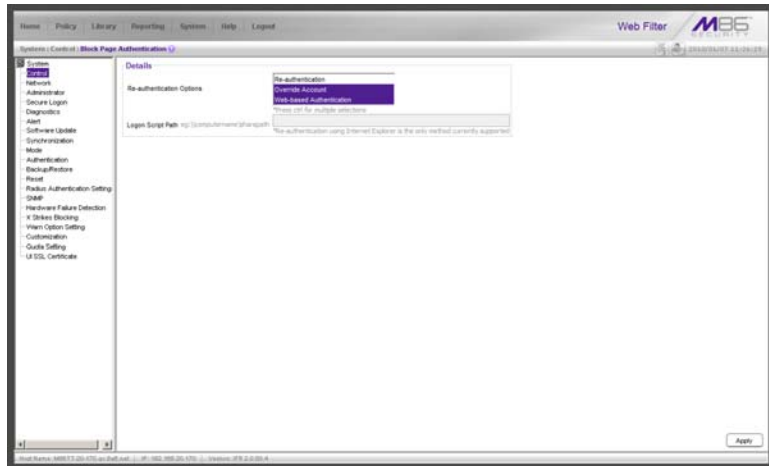 Home Policy Library Reporting System Help Logout
Web Filter
M86
SECURITY
System : Control : Block Page Authentication
System
Control
Network
Administrator
Secure Logon
Diagnostics
Alert
Software Update
Synchronization
Mode
Authentication
Backup/Restore
Reset
Radius Authentication Setting
SNMP
Hardware Failure Detection
X Strikes Blocking
Warn Option Setting
Customization
Quota Setting
UI SSL Certificate
Details
Re-authentication Options
Re-authentication
Override Account
Web-based Authentication
*Press ctrl for multiple selections
Logon Script Path
*Re-authentication using Internet Explorer is the only method currently supported
Apply